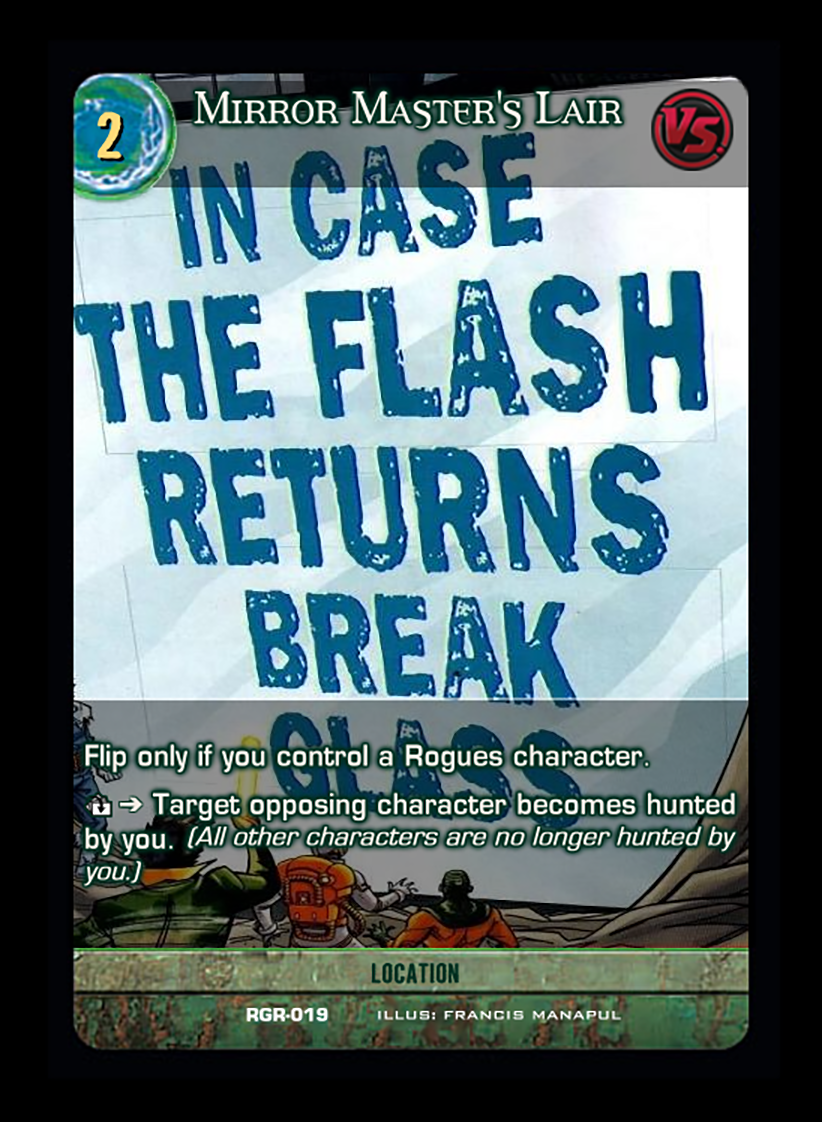 2
Mirror Master's Lair
VS.
IN CASE
THE FLASH
RETURNS
BREAK
GLASS
Flip only if you control a Rogues character.
➔ Target opposing character becomes hunted
by you. (All other characters are no longer hunted by
you.)
LOCATION
RGR-019 ILLUS: FRANCIS MANAPUL